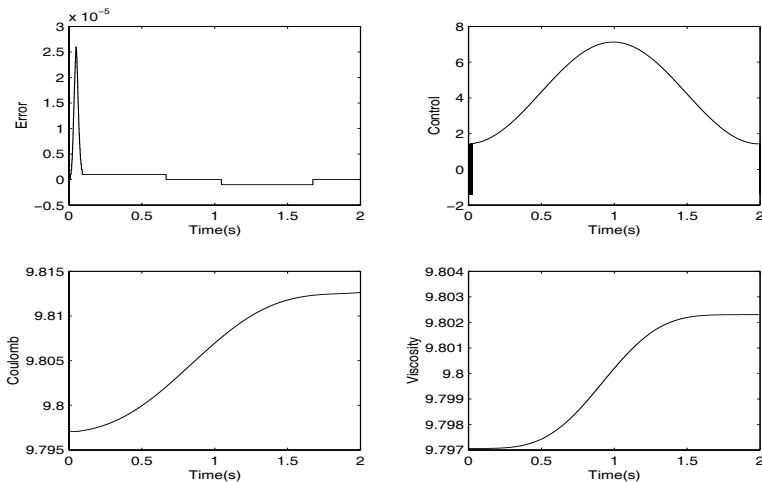 x 10⁻⁵
3
2.5
2
1.5
1
0.5
0
−0.5
Error
0 0.5 1 1.5 2
Time(s)
8
6
4
2
0
−2
Control
0 0.5 1 1.5 2
Time(s)
9.815
9.81
9.805
9.8
9.795
Coulomb
0 0.5 1 1.5 2
Time(s)
9.804
9.803
9.802
9.801
9.8
9.799
9.798
9.797
Viscosity
0 0.5 1 1.5 2
Time(s)